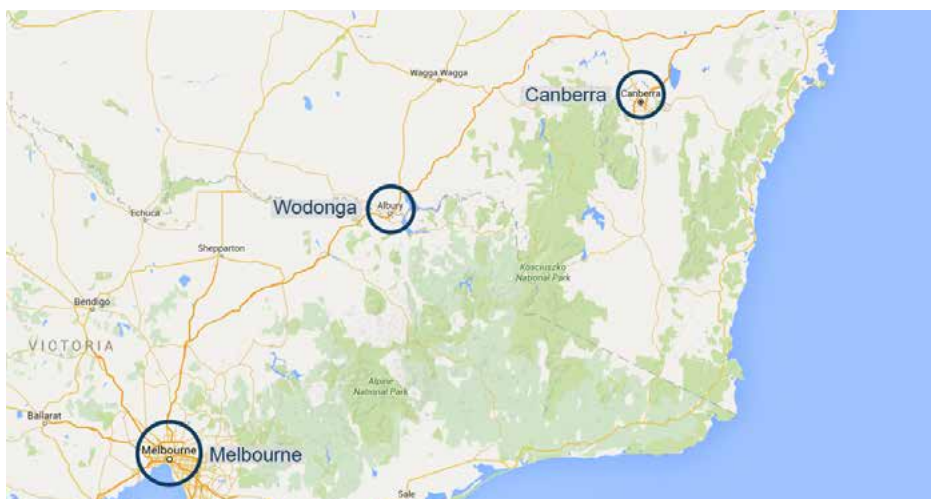 Wagga Wagga
Canberra
Canberra
Wodonga
Albury
Echuca
Shepparton
Kosciuszko
National Park
Bendigo
VICTORIA
Alpine
National Park
Ballarat
Melbourne
Melbourne
Sale